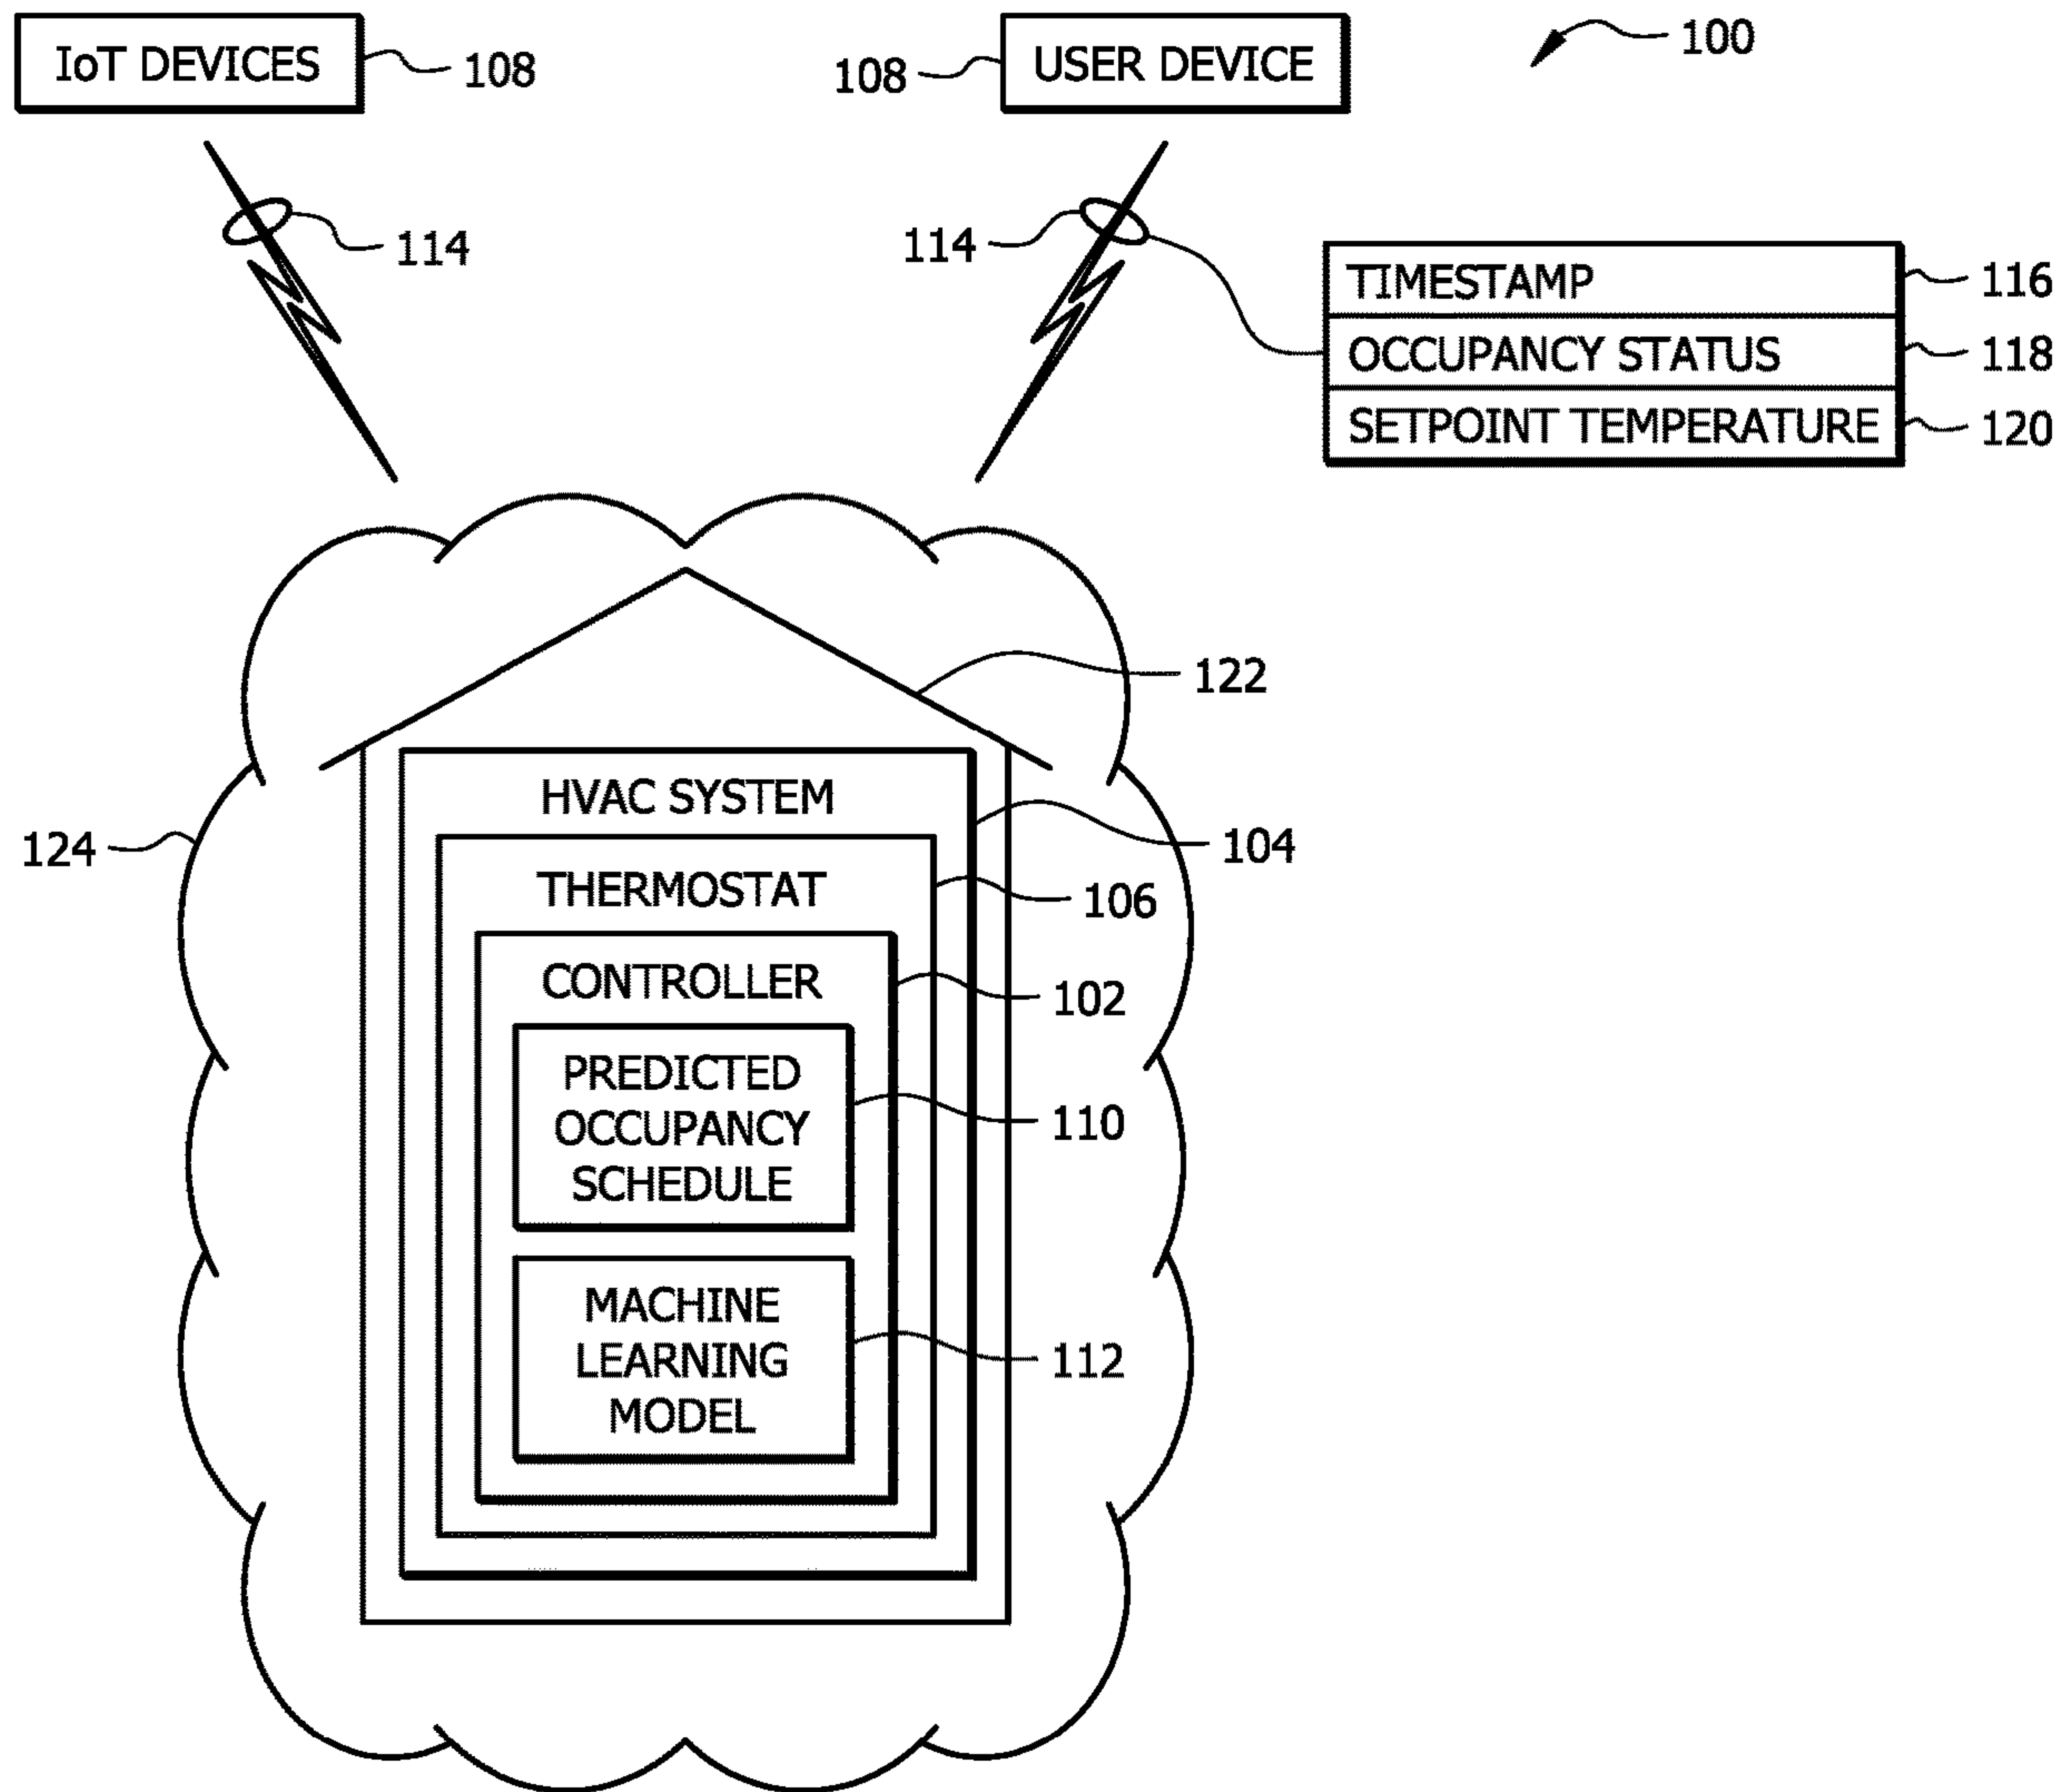 IoT DEVICES
108
108
USER DEVICE
100
114
114
TIMESTAMP
116
OCCUPANCY STATUS
118
SETPOINT TEMPERATURE
120
122
HVAC SYSTEM
124
104
THERMOSTAT
106
CONTROLLER
102
PREDICTED
OCCUPANCY
SCHEDULE
110
MACHINE
LEARNING
MODEL
112